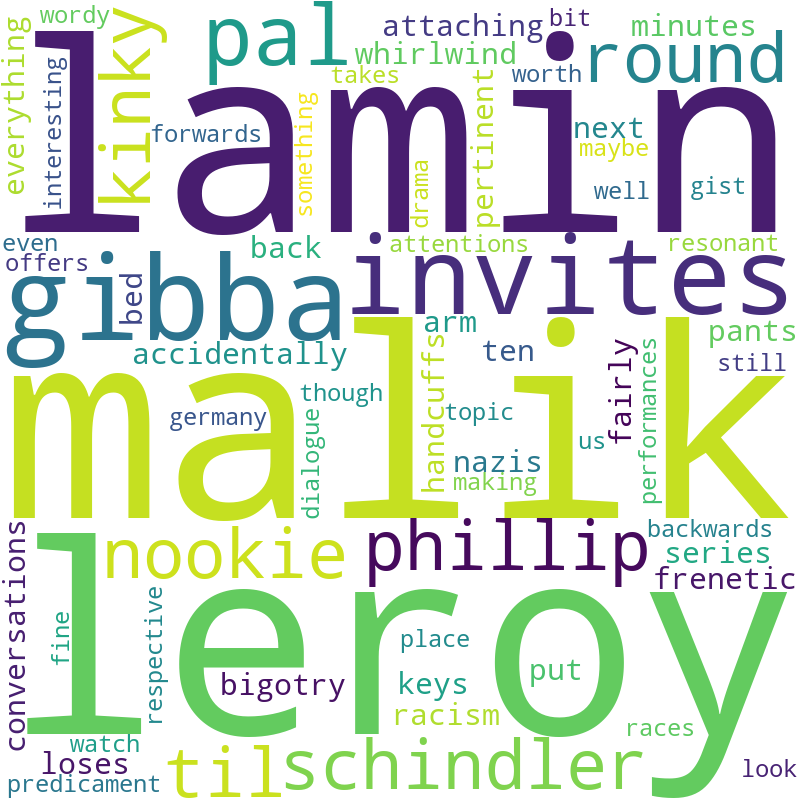 wordy
everything
interesting
kinky
pal
attaching
bit
minutes
whirlwind
round
takes
worth
lamin
forwards
something
drama
pertinent
next
maybe
well
gist
even
offers
back
attentions
resonant
gibba
bed
invites
arm
pants
accidentally
ten
still
malik
germany
though
topic
fairly
dialogue
handcuffs
nazis
us
making
performances
conversations
nookie
phillip
backwards
series
frenetic
leroy
fine
respective
place
bigotry
keys
put
racism
races
watch
loses
til
schindler
look
predicament